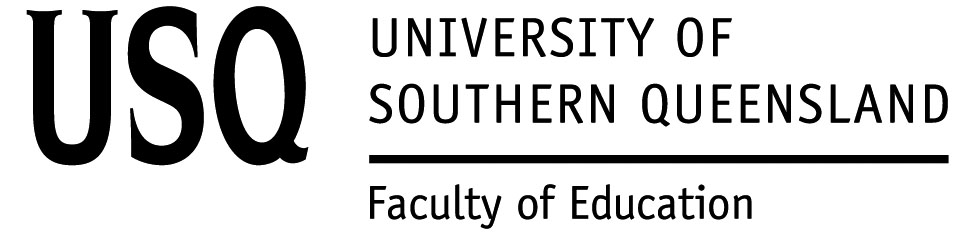 USQ
UNIVERSITY OF
SOUTHERN QUEENSLAND
Faculty of Education